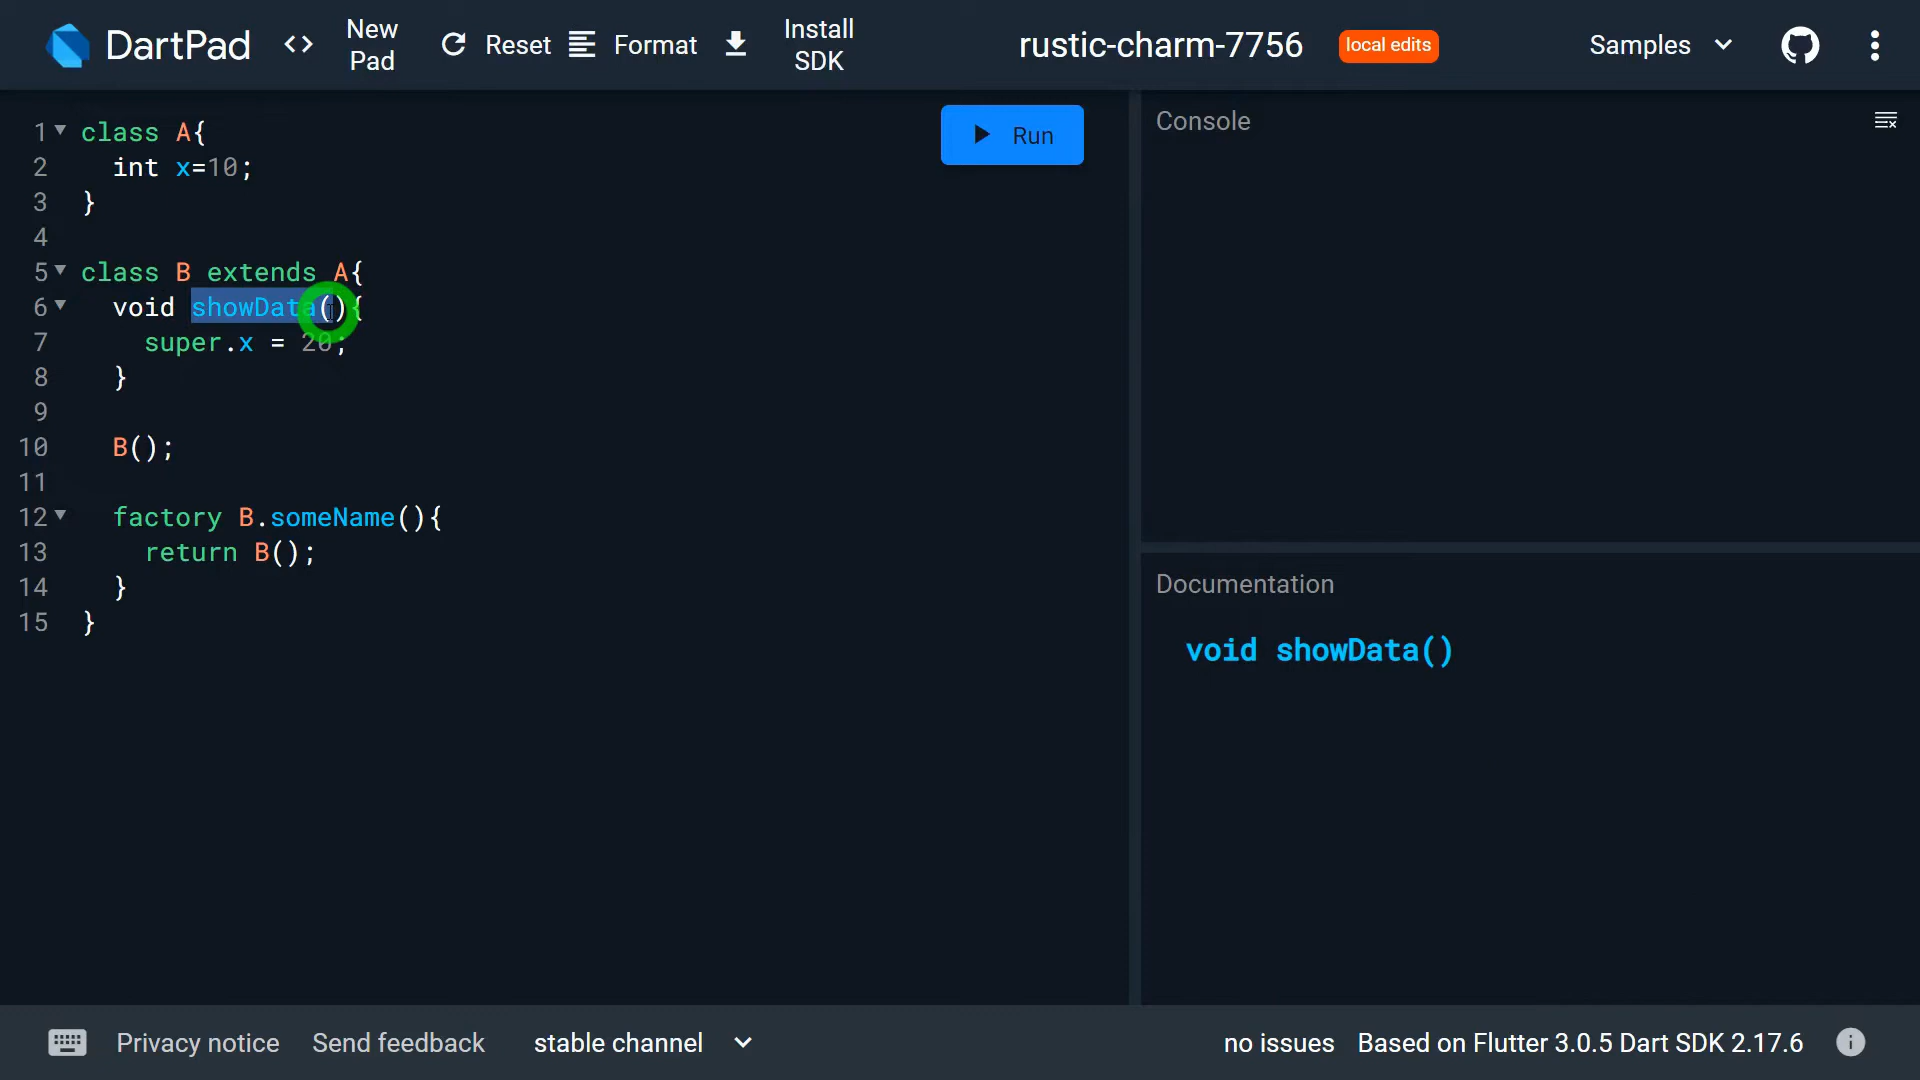 DartPad <> New Pad Reset Format Install SDK rustic-charm-7756 local edits Samples
Run
1 class A{
2 int x=10;
3 }
4
5 class B extends A{
6 void showData(){
7 super.x = 20;
8 }
9
10 B();
11
12 factory B.someName(){
13 return B();
14 }
15 }
Console
Documentation
void showData()
Privacy notice Send feedback stable channel no issues Based on Flutter 3.0.5 Dart SDK 2.17.6